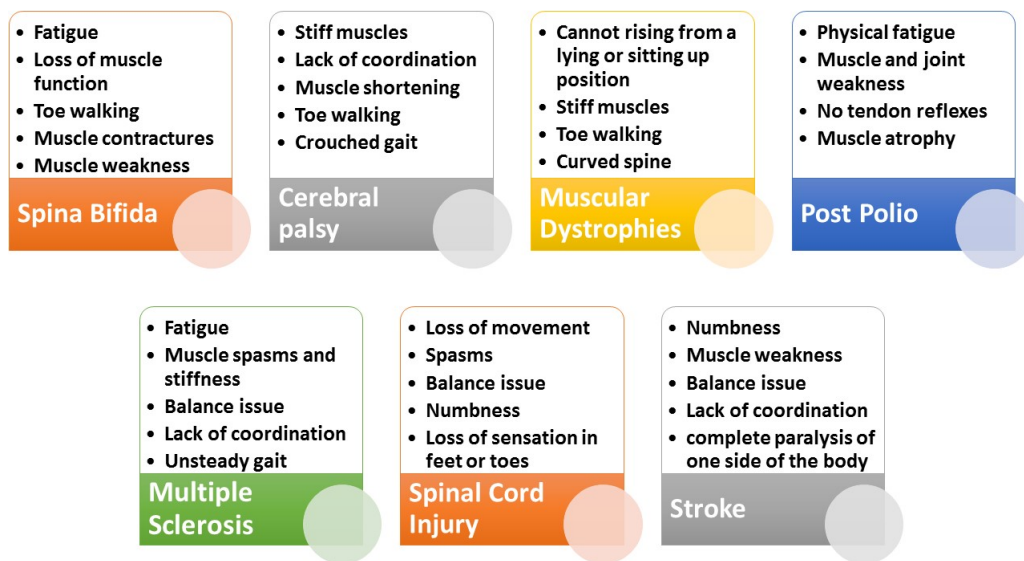 • Fatigue
• Loss of muscle
function
• Toe walking
• Muscle contractures
• Muscle weakness
Spina Bifida
• Stiff muscles
• Lack of coordination
• Muscle shortening
• Toe walking
• Crouched gait
Cerebral
palsy
• Cannot rising from a
lying or sitting up
position
• Stiff muscles
• Toe walking
• Curved spine
Muscular
Dystrophies
• Physical fatigue
• Muscle and joint
weakness
• No tendon reflexes
• Muscle atrophy
Post Polio
• Fatigue
• Muscle spasms and
stiffness
• Balance issue
• Lack of coordination
• Unsteady gait
Multiple
Sclerosis
• Loss of movement
• Spasms
• Balance issue
• Numbness
• Loss of sensation in
feet or toes
Spinal Cord
Injury
• Numbness
• Muscle weakness
• Balance issue
• Lack of coordination
• complete paralysis of
one side of the body
Stroke